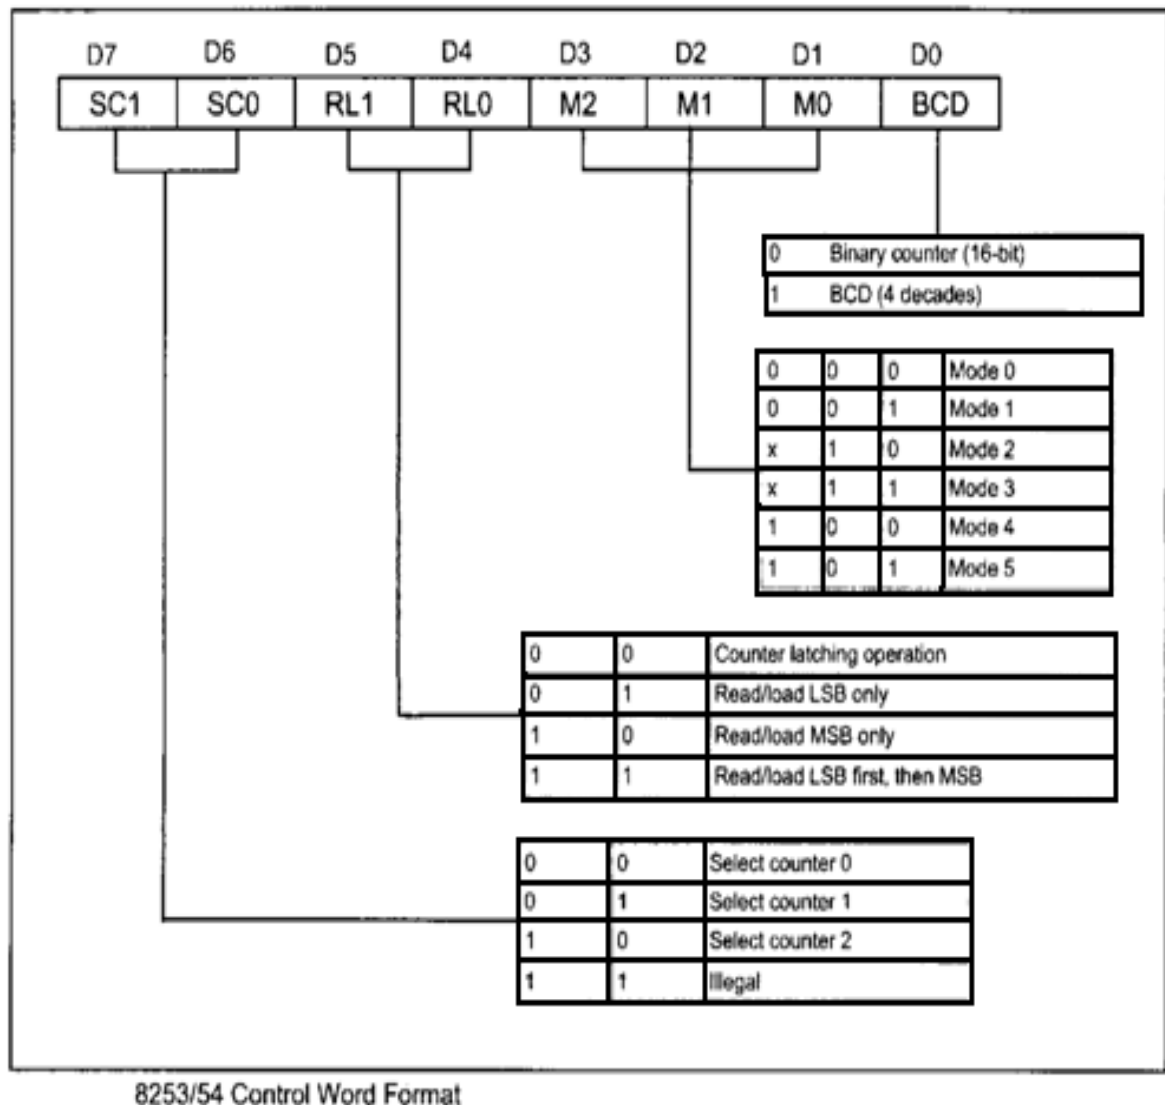 D7 D6 D5 D4 D3 D2 D1 D0
SC1 SC0 RL1 RL0 M2 M1 M0 BCD
0 Binary counter (16-bit)
1 BCD (4 decades)
0 0 0 Mode 0
0 0 1 Mode 1
x 1 0 Mode 2
x 1 1 Mode 3
1 0 0 Mode 4
1 0 1 Mode 5
0 0 Counter latching operation
0 1 Read/load LSB only
1 0 Read/load MSB only
1 1 Read/load LSB first, then MSB
0 0 Select counter 0
0 1 Select counter 1
1 0 Select counter 2
1 1 Illegal
8253/54 Control Word Format